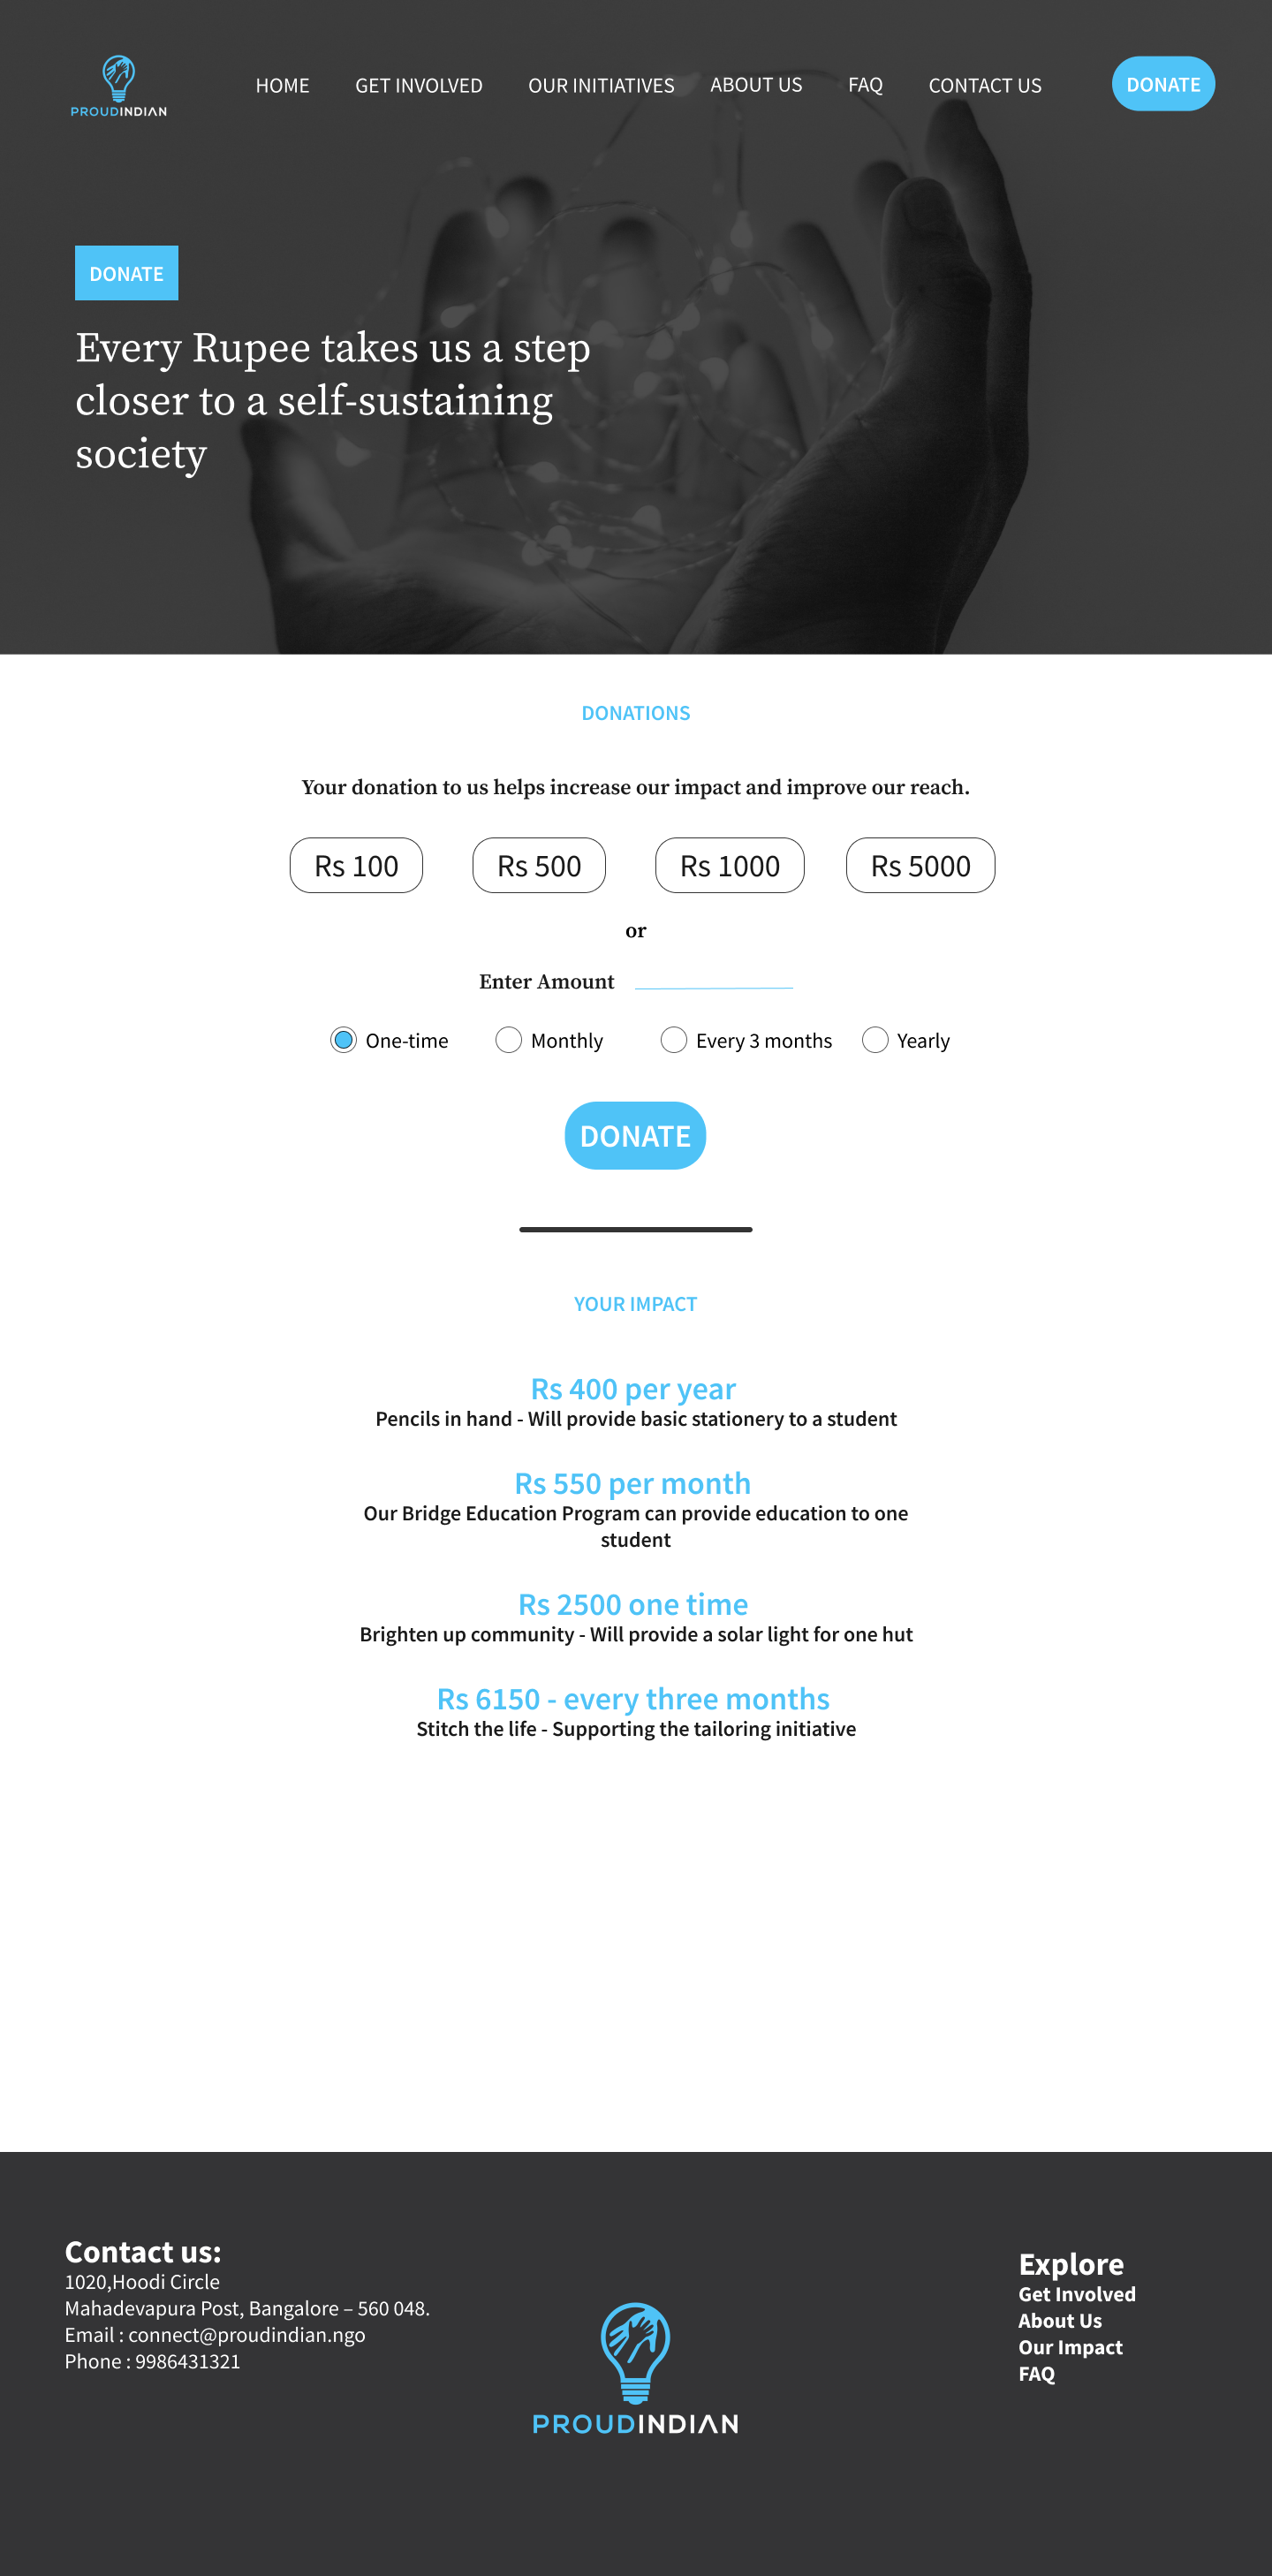 PROUDINDIAN
HOME GET INVOLVED OUR INITIATIVES ABOUT US FAQ CONTACT US DONATE
DONATE
Every Rupee takes us a step
closer to a self-sustaining
society
DONATIONS
Your donation to us helps increase our impact and improve our reach.
Rs 100 Rs 500 Rs 1000 Rs 5000
or
Enter Amount
One-time Monthly Every 3 months Yearly
DONATE
YOUR IMPACT
Rs 400 per year
Pencils in hand - Will provide basic stationery to a student
Rs 550 per month
Our Bridge Education Program can provide education to one
student
Rs 2500 one time
Brighten up community - Will provide a solar light for one hut
Rs 6150 - every three months
Stitch the life - Supporting the tailoring initiative
Contact us:
1020,Hoodi Circle
Mahadevapura Post, Bangalore – 560 048.
Email : connect@proudindian.ngo
Phone : 9986431321
PROUDINDIAN
Explore
Get Involved
About Us
Our Impact
FAQ